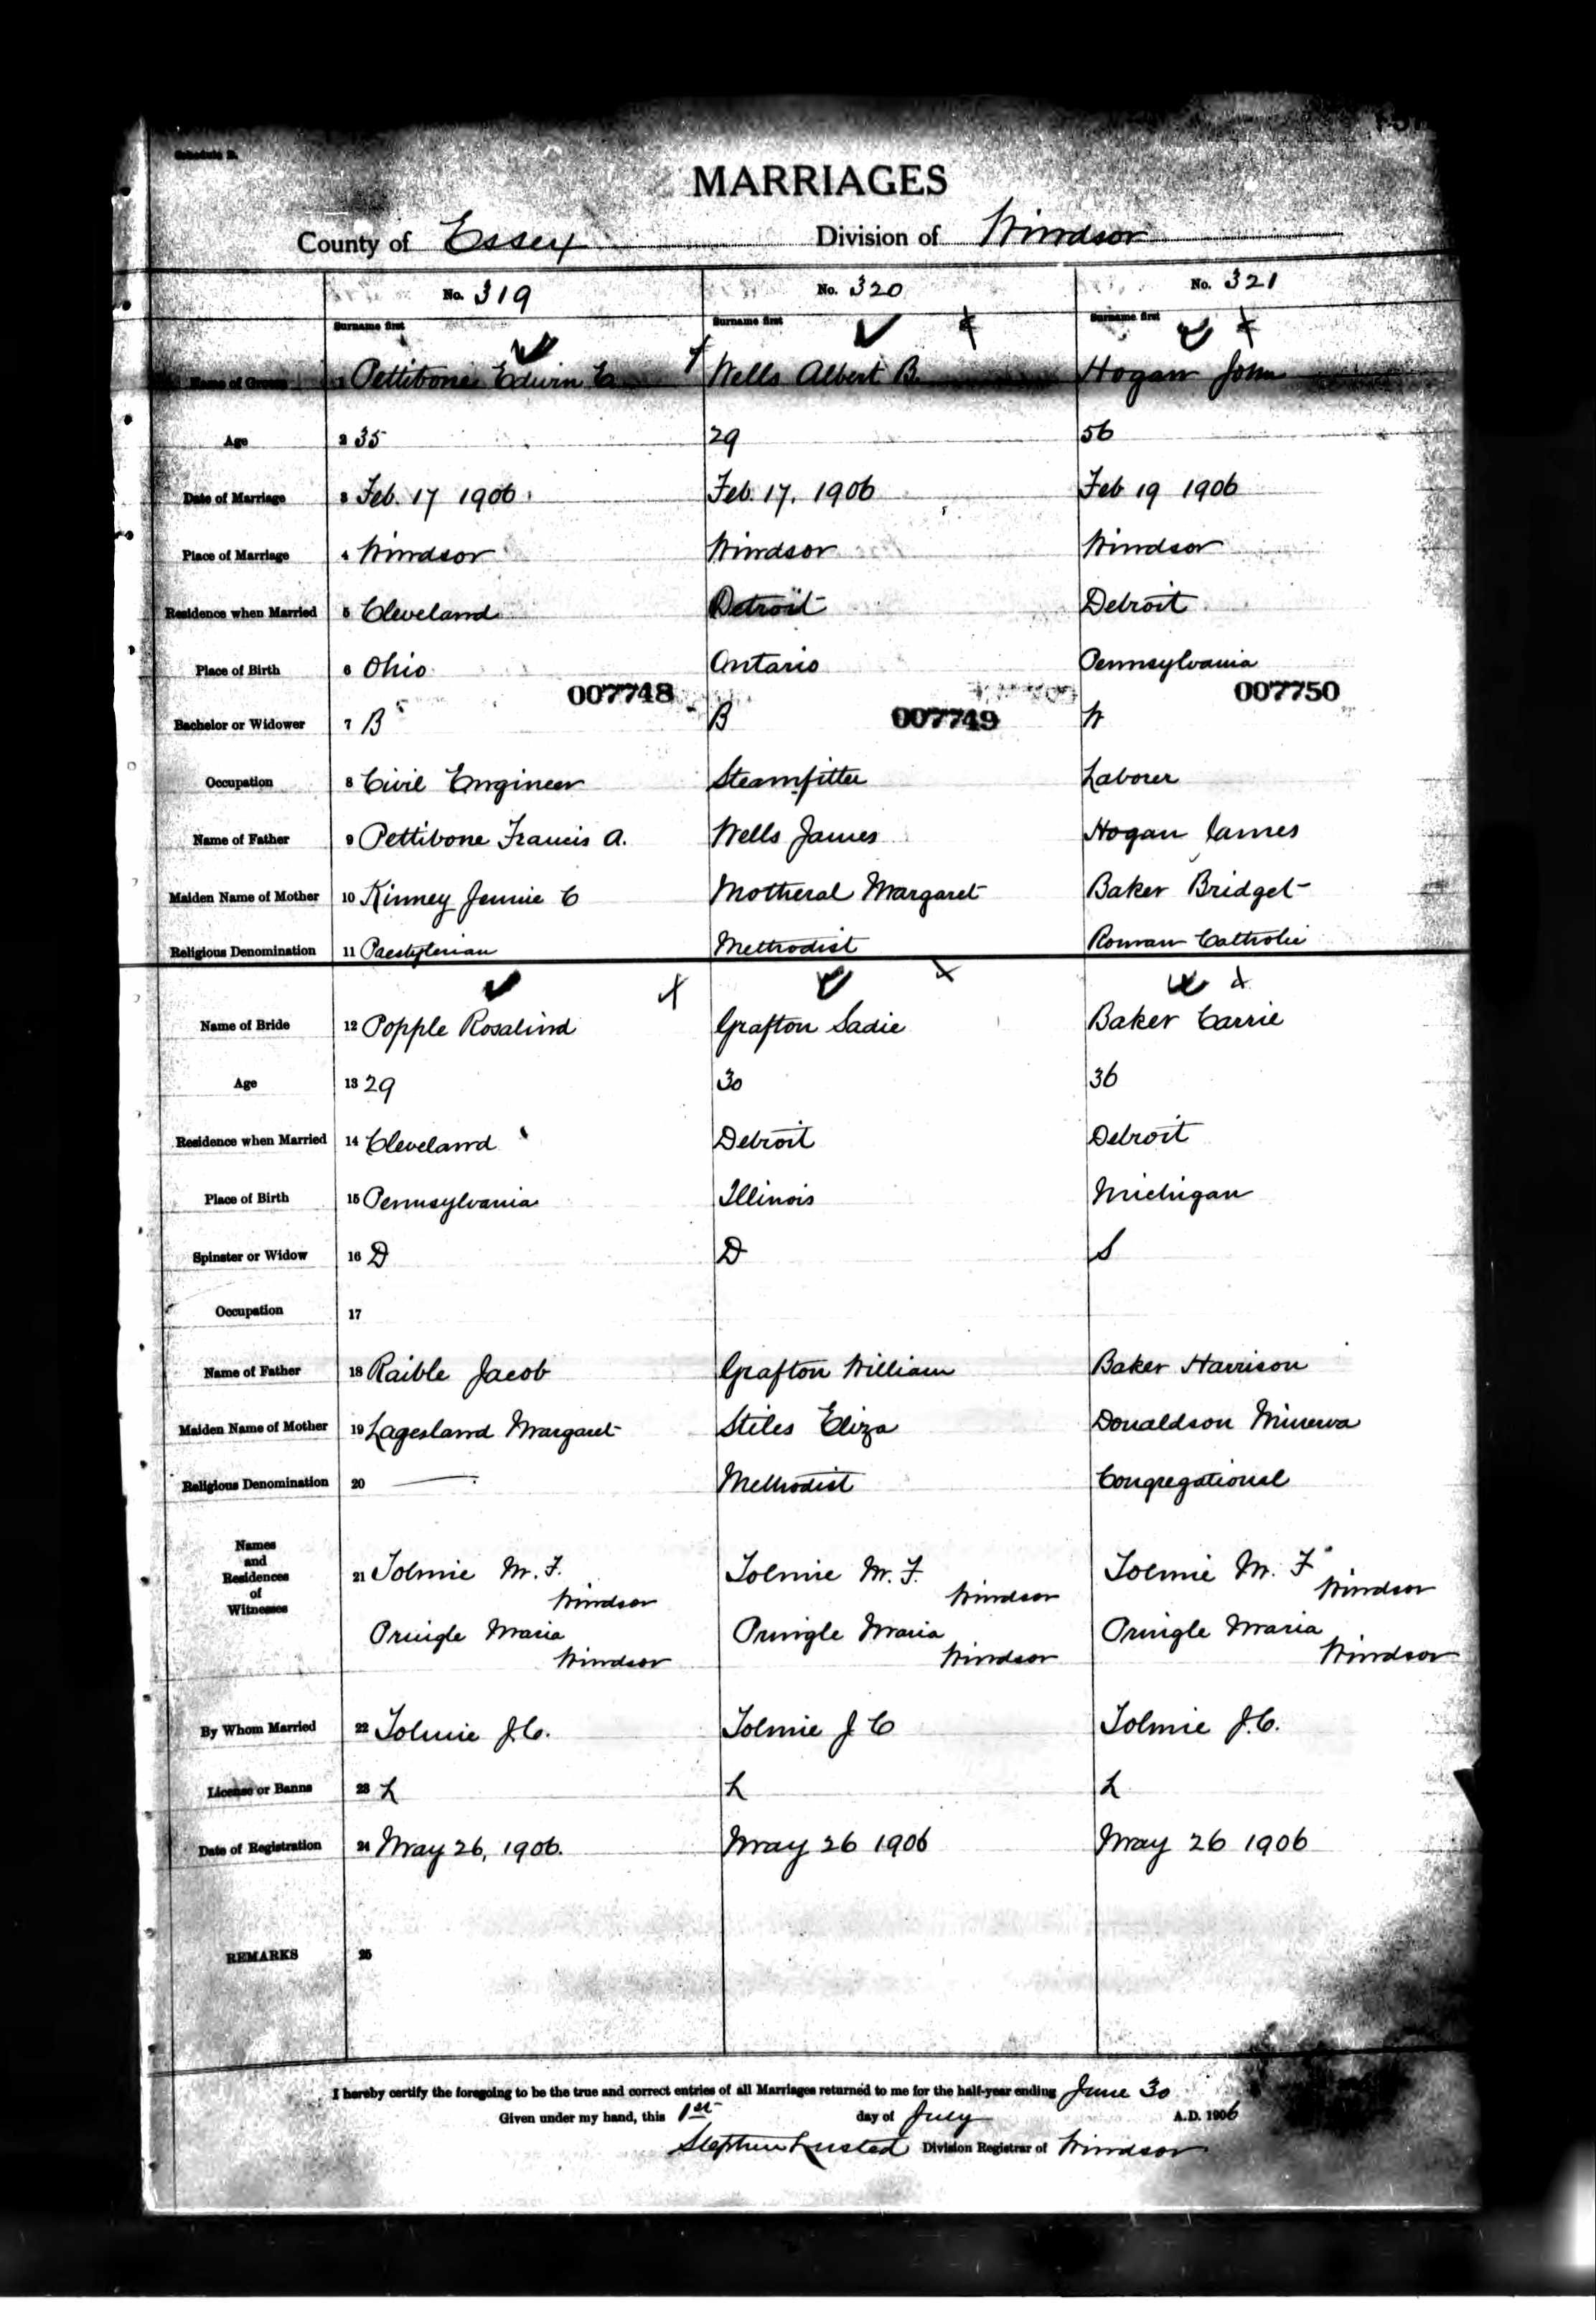 Schedule B.
MARRIAGES
County of Essex Division of Windsor
No. 319 No. 320 No. 321
Surname first Surname first Surname first
Name of Groom 1 Pettibone Edwin C Wells Albert B. Hogan John
Age 2 35 29 56
Date of Marriage 3 Feb. 17 1906 Feb. 17, 1906 Feb 19 1906
Place of Marriage 4 Windsor Windsor Windsor
Residence when Married 5 Cleveland Detroit Detroit
Place of Birth 6 Ohio Ontario Pennsylvania
007748 007749 007750
Bachelor or Widower 7 B B W
Occupation 8 Civil Engineer Steamfitter Laborer
Name of Father 9 Pettibone Francis A. Wells James Hogan James
Maiden Name of Mother 10 Kinney Jennie C Motheral Margaret Baker Bridget
Religious Denomination 11 Presbyterian Methodist Roman Catholic
Name of Bride 12 Popple Rosalind Grafton Sadie Baker Carrie
Age 13 29 30 36
Residence when Married 14 Cleveland Detroit Detroit
Place of Birth 15 Pennsylvania Illinois Michigan
Spinster or Widow 16 D D S
Occupation 17
Name of Father 18 Raible Jacob Grafton William Baker Harrison
Maiden Name of Mother 19 Lagesland Margaret Stiles Eliza Donaldson Minerva
Religious Denomination 20 — Methodist Congregational
Names
and
Residences
of
Witnesses
21 Tolmie M. F. Tolmie M. F. Tolmie M. F
Windsor Windsor Windsor
Pringle Maria Pringle Maria Pringle Maria
Windsor Windsor Windsor
By Whom Married 22 Tolmie J.C. Tolmie J C Tolmie J.C.
License or Banns 23 L L L
Date of Registration 24 May 26, 1906. May 26 1906 May 26 1906
REMARKS 25
I hereby certify the foregoing to be the true and correct entries of all Marriages returned to me for the half-year ending June 30
Given under my hand, this 1st day of July A.D. 1906
Stephen Lusted Division Registrar of Windsor